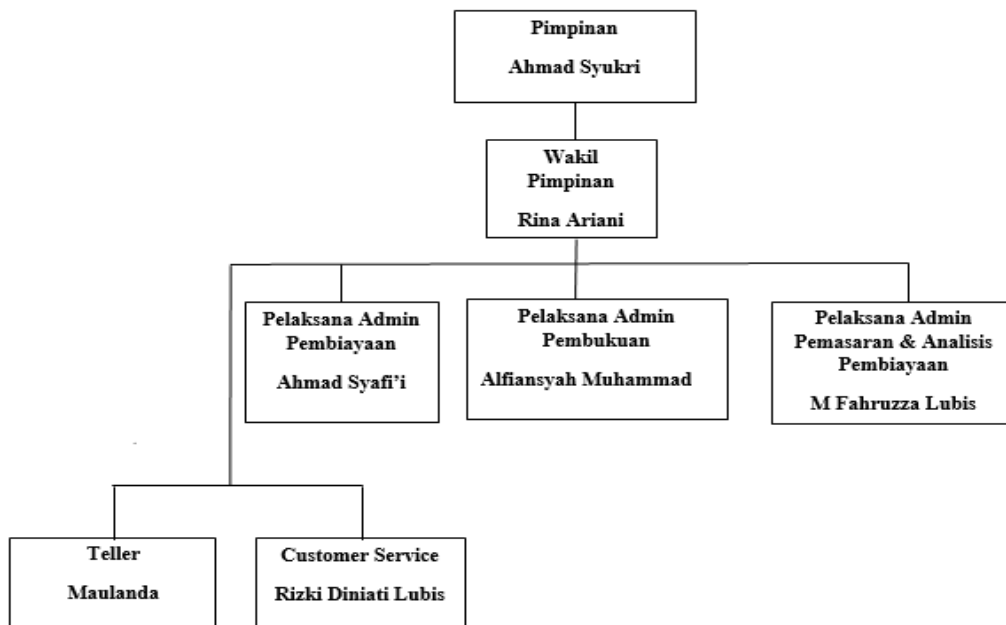 Pimpinan
Ahmad Syukri
Wakil
Pimpinan
Rina Ariani
Pelaksana Admin
Pembiayaan
Ahmad Syafi’i
Pelaksana Admin
Pembukuan
Alfiansyah Muhammad
Pelaksana Admin
Pemasaran & Analisis
Pembiayaan
M Fahruzza Lubis
Teller
Maulanda
Customer Service
Rizki Diniati Lubis